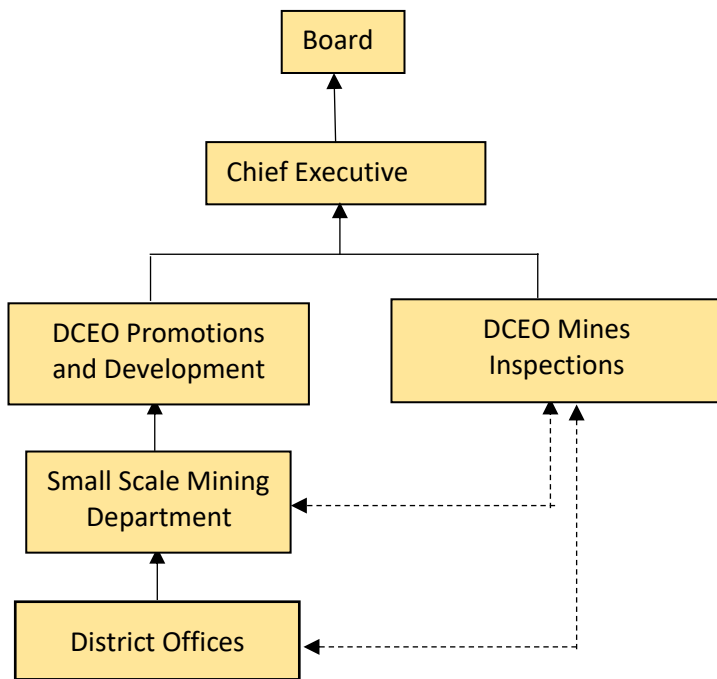 Board
Chief Executive
DCEO Promotions
and Development
DCEO Mines
Inspections
Small Scale Mining
Department
District Offices